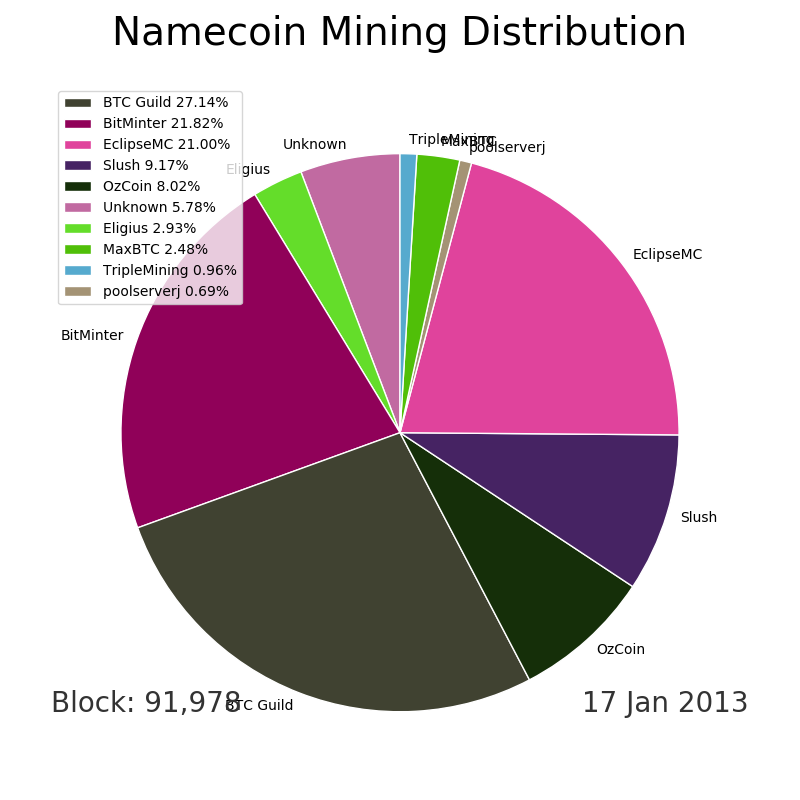 Namecoin Mining Distribution
BTC Guild 27.14%
BitMinter 21.82%
EclipseMC 21.00%
Slush 9.17%
OzCoin 8.02%
Unknown 5.78%
Eligius 2.93%
MaxBTC 2.48%
TripleMining 0.96%
poolserverj 0.69%
TripleMining
MaxBTC
poolserverj
Unknown
Eligius
EclipseMC
BitMinter
Slush
OzCoin
BTC Guild
Block: 91,978
17 Jan 2013